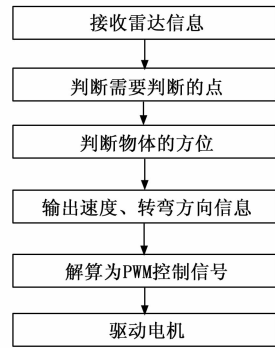 接收雷达信息
判断需要判断的点
判断物体的方位
输出速度、转弯方向信息
解算为PWM控制信号
驱动电机